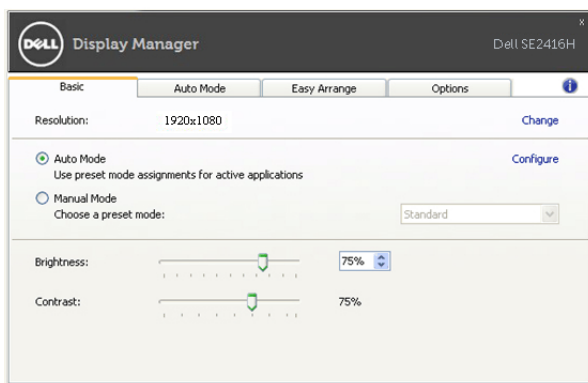 DELL Display Manager Dell SE2416H
x
Basic Auto Mode Easy Arrange Options i
Resolution: 1920x1080 Change
Auto Mode Configure
Use preset mode assignments for active applications
Manual Mode
Choose a preset mode: Standard
Brightness: 75%
Contrast: 75%